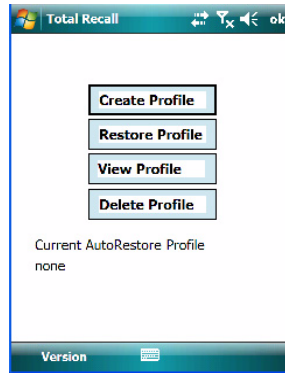 Total Recall ok
Create Profile
Restore Profile
View Profile
Delete Profile
Current AutoRestore Profile
none
Version